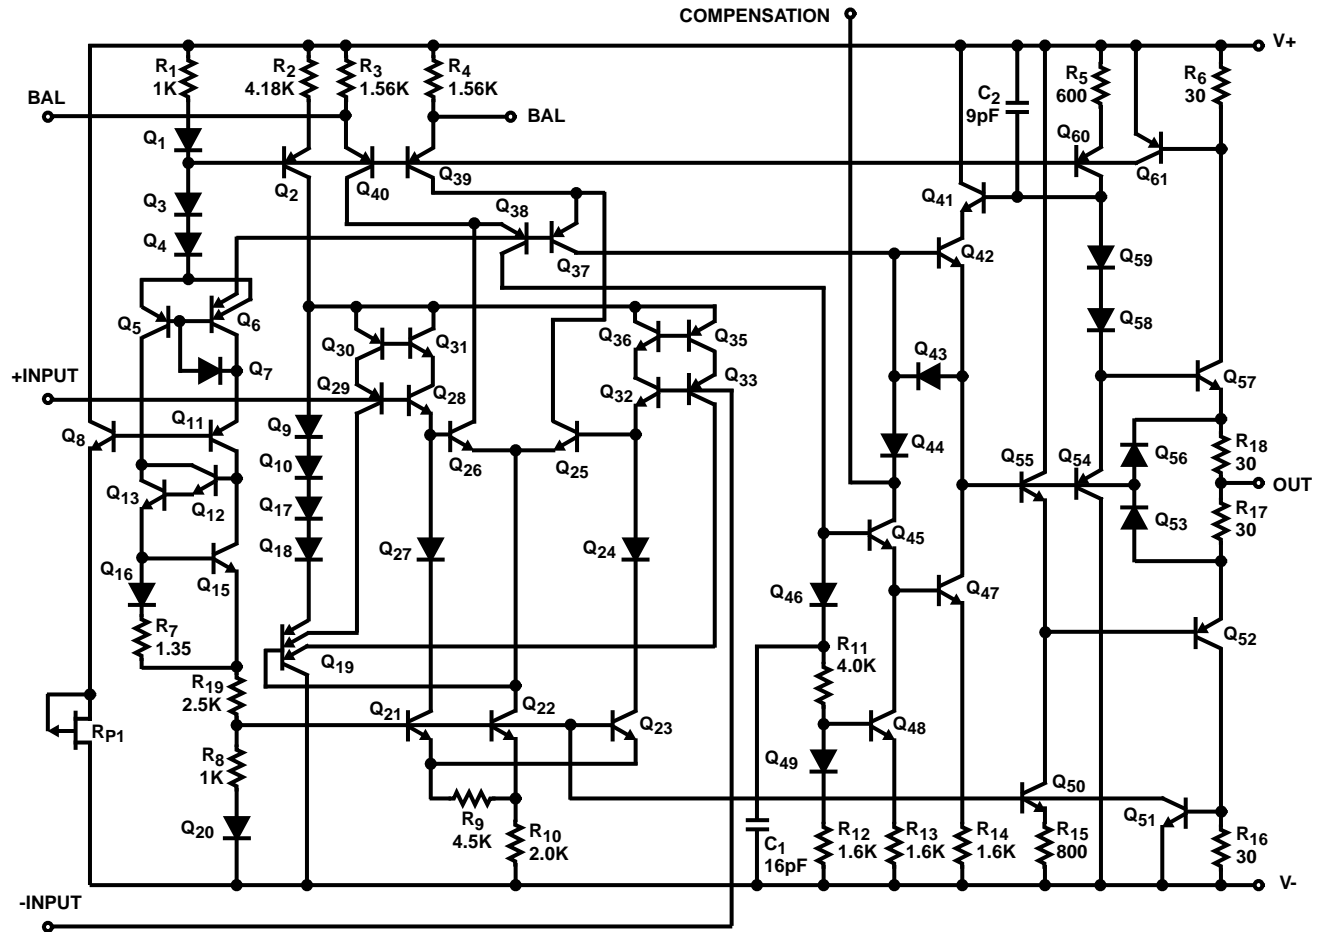 COMPENSATION
V+
R1
1K
R2
4.18K
R3
1.56K
R4
1.56K
R5
600
R6
30
C2
9pF
BAL
BAL
Q1
Q2
Q40
Q39
Q60
Q61
Q3
Q4
Q38
Q37
Q41
Q42
Q59
Q58
Q5
Q6
Q7
Q30
Q31
Q36
Q35
Q43
Q57
+INPUT
Q29
Q28
Q32
Q33
Q8
Q11
Q9
Q10
Q26
Q25
Q44
Q55
Q54
Q56
R18
30
OUT
Q13
Q12
Q17
Q18
Q27
Q24
Q45
Q53
R17
30
Q16
Q15
Q46
Q47
R7
1.35
Q19
R11
4.0K
Q52
R19
2.5K
Q21
Q22
Q23
Q48
RP1
R8
1K
Q49
Q50
Q20
R9
4.5K
R10
2.0K
C1
16pF
R12
1.6K
R13
1.6K
R14
1.6K
R15
800
Q51
R16
30
V-
-INPUT